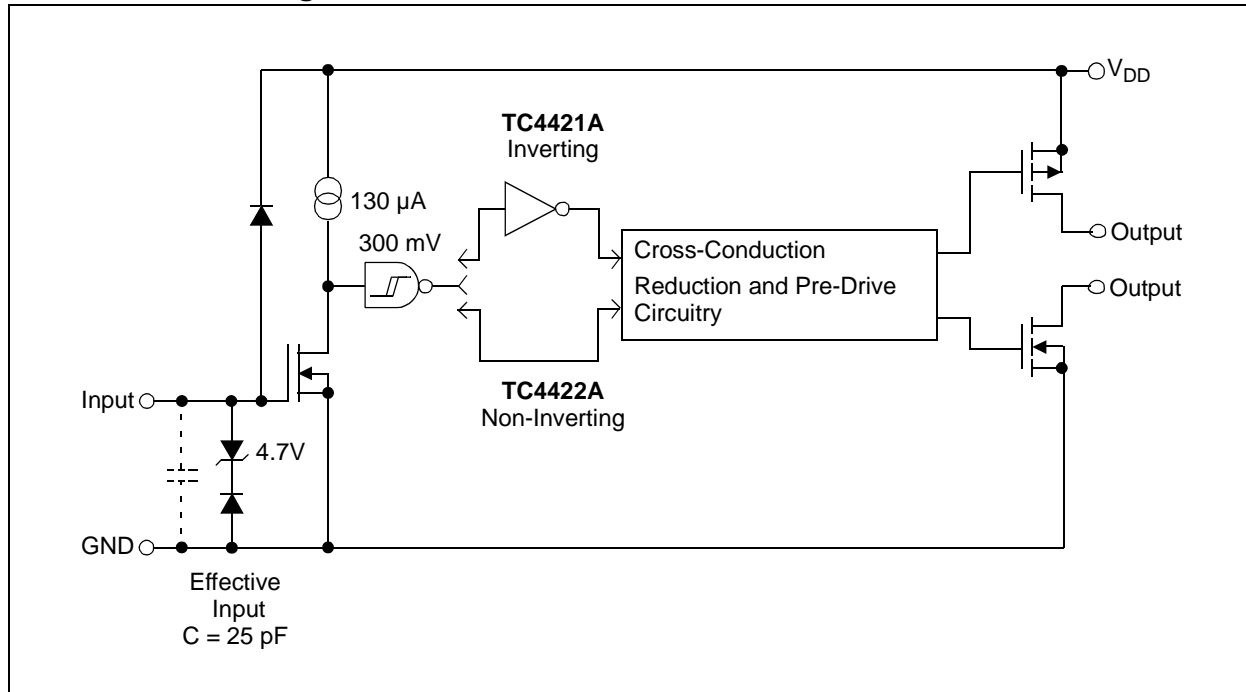 VDD
TC4421A
Inverting
130 µA
300 mV
Output
Cross-Conduction
Reduction and Pre-Drive
Circuitry
Output
Input
TC4422A
Non-Inverting
4.7V
GND
Effective
Input
C = 25 pF